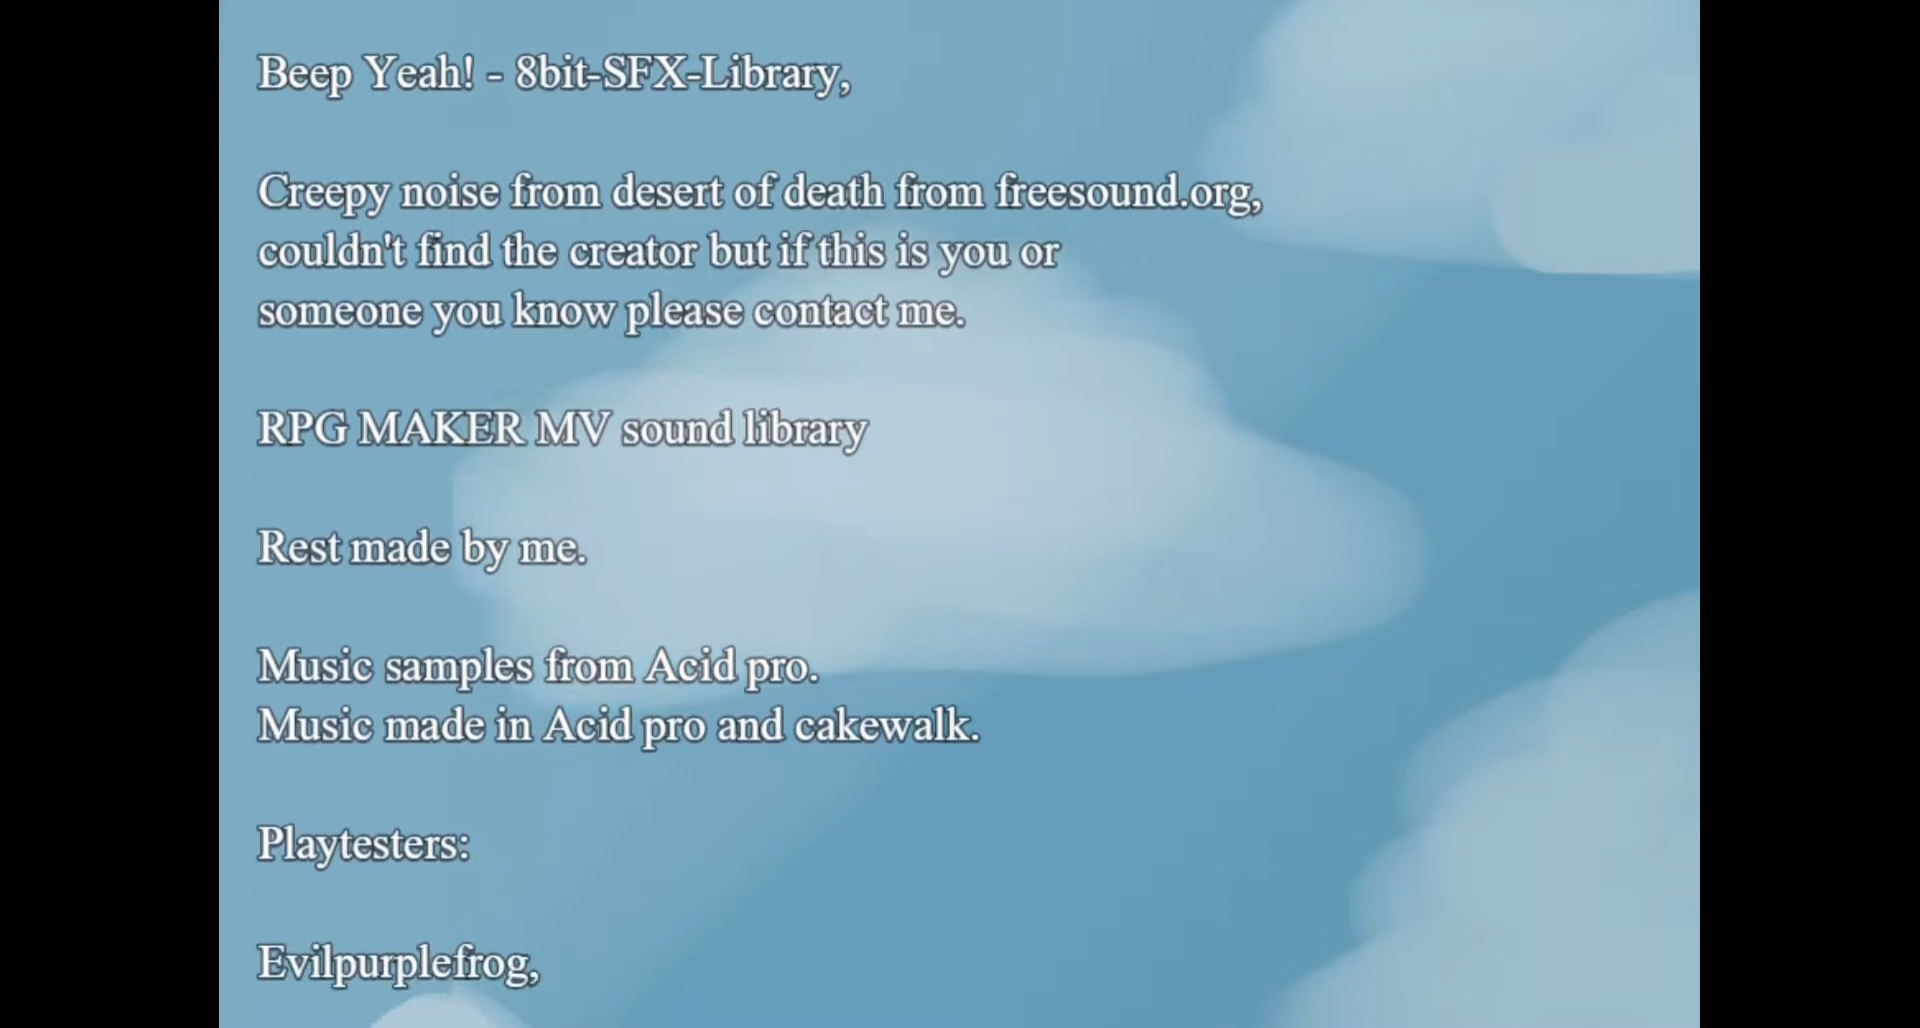 Beep Yeah! - 8bit-SFX-Library,
Creepy noise from desert of death from freesound.org,
couldn't find the creator but if this is you or
someone you know please contact me.
RPG MAKER MV sound library
Rest made by me.
Music samples from Acid pro.
Music made in Acid pro and cakewalk.
Playtesters:
Evilpurplefrog,